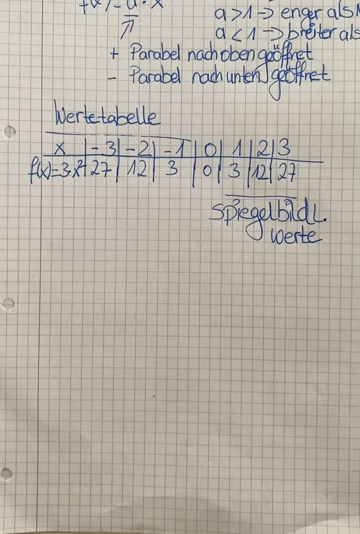 f(x) = a · x
a > 1 → enger als
a < 1 → breiter als
+ Parabel nach oben geöffnet
− Parabel nach unten geöffnet
Wertetabelle
x | −3 | −2 | −1 | 0 | 1 | 2 | 3
f(x)=3x² | 27 | 12 | 3 | 0 | 3 | 12 | 27
Spiegelbildl.
Werte